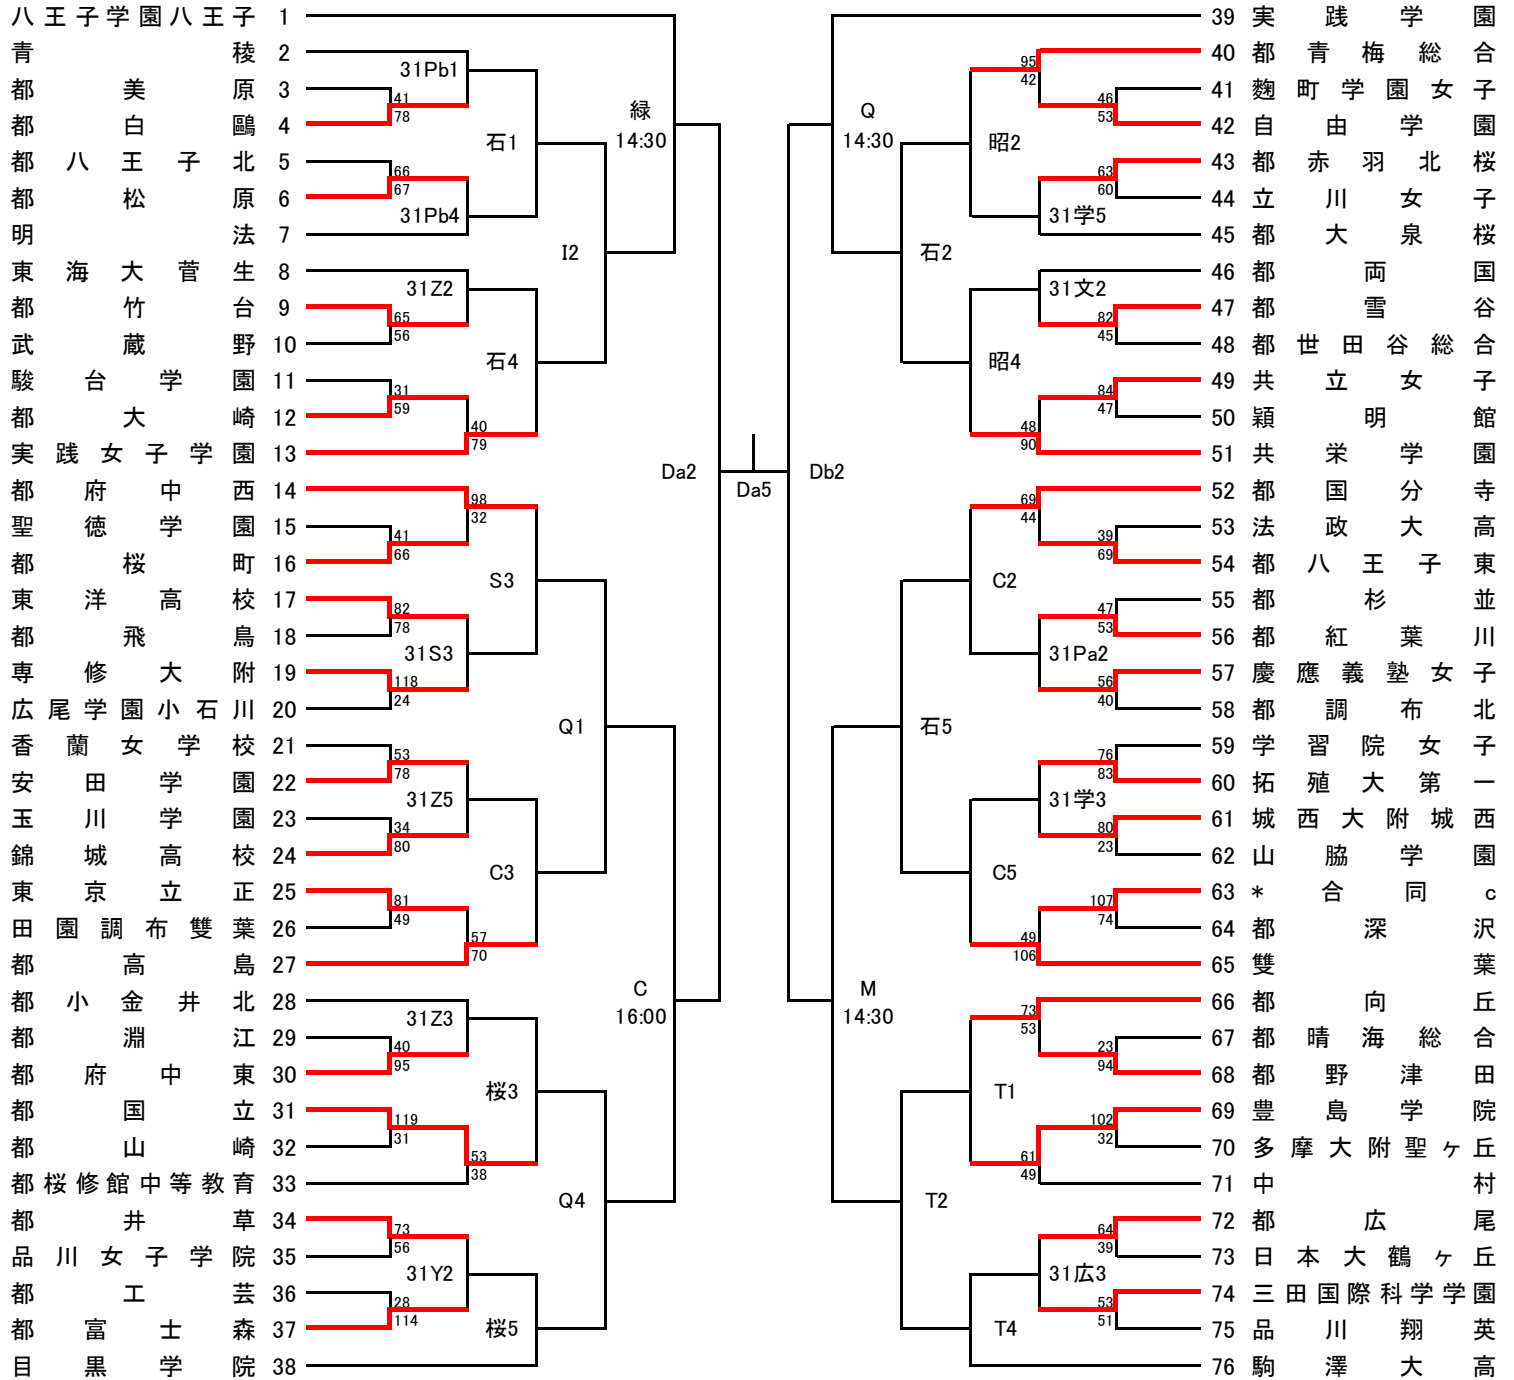 八王子学園八王子 1
青稜 2
31Pb1
都美原 3
41
78
都白鷗 4
石1
都八王子北 5
66
67
都松原 6
31Pb4
明法 7
I2
緑
14:30
東海大菅生 8
31Z2
都竹台 9
65
56
武蔵野 10
石4
駿台学園 11
31
59
都大崎 12
40
79
実践女子学園 13
Da2
都府中西 14
98
32
聖徳学園 15
41
66
都桜町 16
S3
東洋高校 17
82
78
都飛鳥 18
31S3
専修大附 19
118
24
広尾学園小石川 20
Q1
香蘭女学校 21
53
78
安田学園 22
31Z5
玉川学園 23
34
80
錦城高校 24
C3
東京立正 25
81
49
田園調布雙葉 26
57
70
都高島 27
C
16:00
都小金井北 28
31Z3
都淵江 29
40
95
都府中東 30
桜3
都国立 31
119
31
都山崎 32
53
38
都桜修館中等教育 33
Q4
都井草 34
73
56
品川女子学院 35
31Y2
都工芸 36
28
114
都富士森 37
桜5
目黒学院 38
Da5
39 実践学園
40 都青梅総合
95
42
41 麴町学園女子
46
53
42 自由学園
Q
14:30
昭2
43 都赤羽北桜
63
60
44 立川女子
31学5
45 都大泉桜
石2
46 都両国
31文2
47 都雪谷
82
45
48 都世田谷総合
昭4
49 共立女子
84
47
50 穎明館
48
90
51 共栄学園
Db2
52 都国分寺
69
44
53 法政大高
39
69
54 都八王子東
C2
55 都杉並
47
53
56 都紅葉川
31Pa2
57 慶應義塾女子
56
40
58 都調布北
石5
59 学習院女子
76
83
60 拓殖大第一
31学3
61 城西大附城西
80
23
62 山脇学園
C5
63 *合同c
107
74
64 都深沢
49
106
65 雙葉
M
14:30
66 都向丘
73
53
67 都晴海総合
23
94
68 都野津田
T1
69 豊島学院
102
32
70 多摩大附聖ヶ丘
61
49
71 中村
T2
72 都広尾
64
39
73 日本大鶴ヶ丘
31広3
74 三田国際科学学園
53
51
75 品川翔英
T4
76 駒澤大高